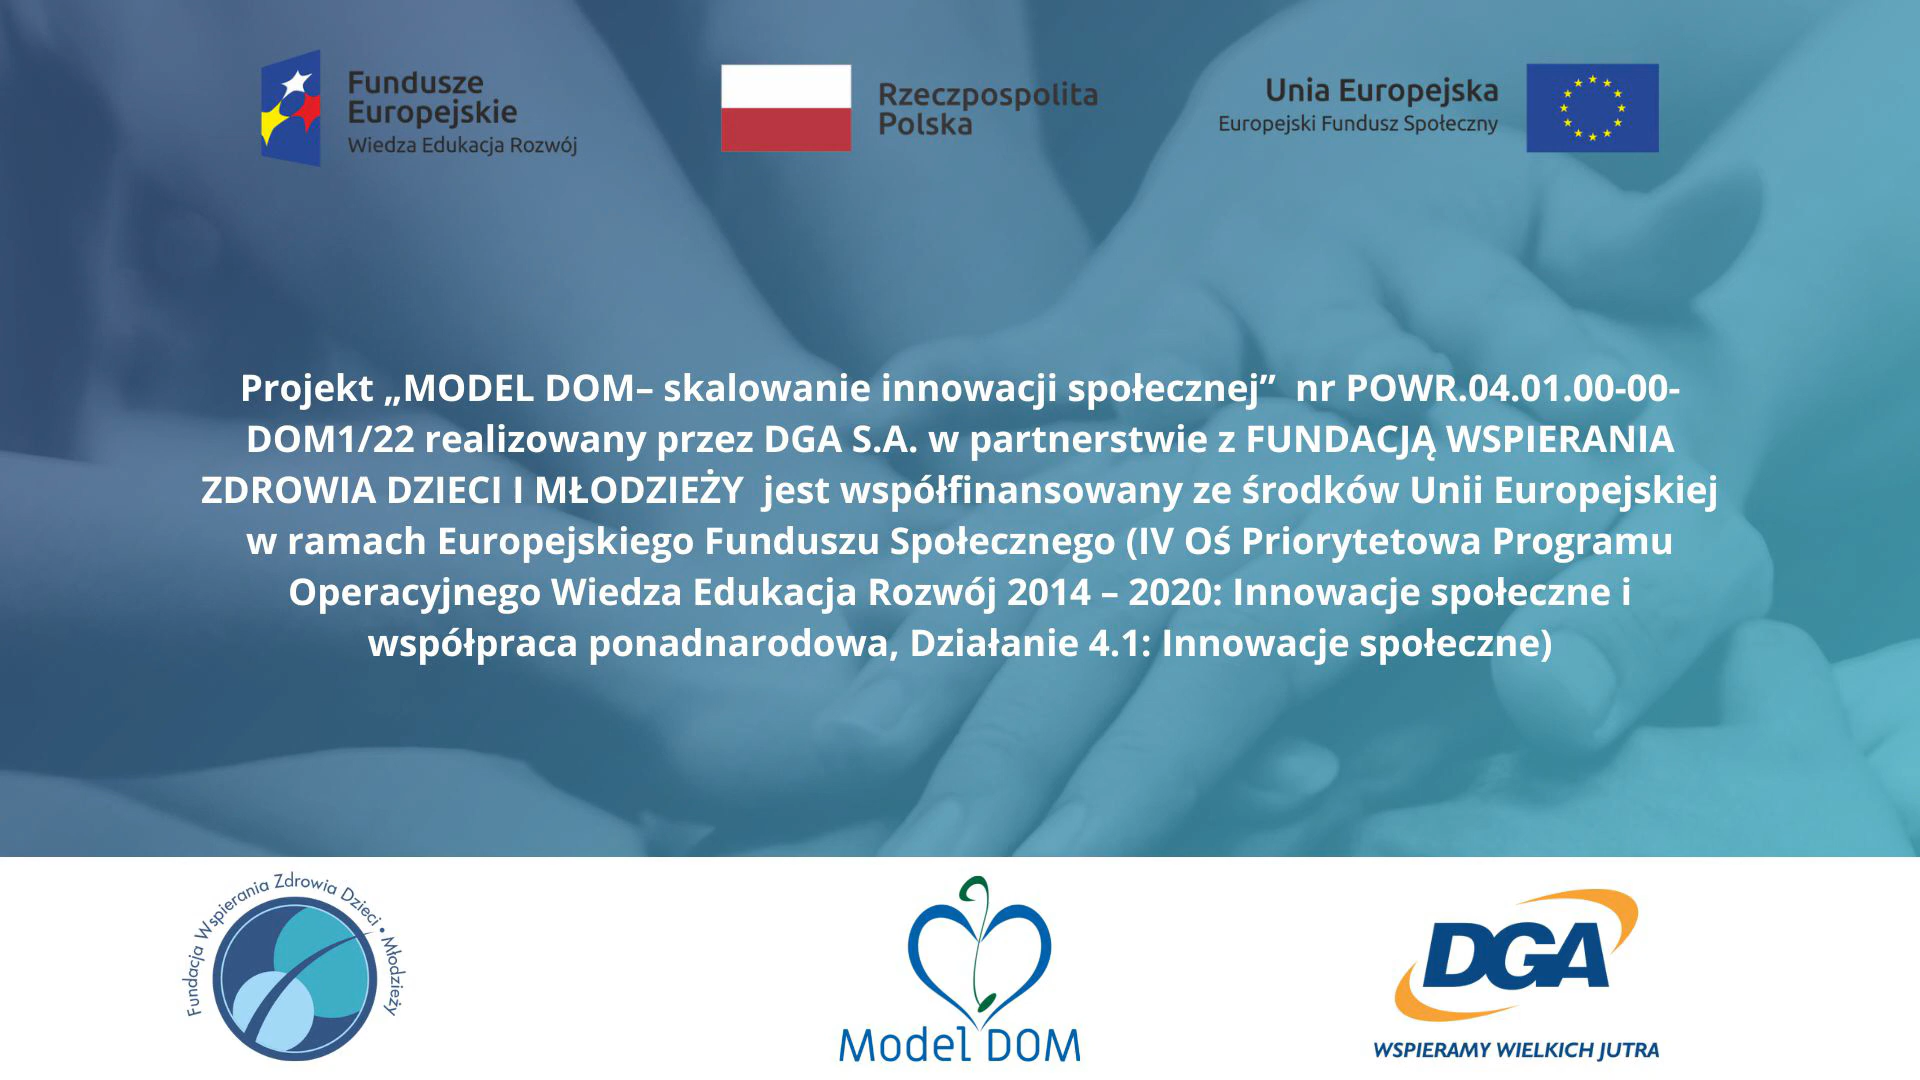 Fundusze
Europejskie
Wiedza Edukacja Rozwój
Rzeczpospolita
Polska
Unia Europejska
Europejski Fundusz Społeczny
Projekt „MODEL DOM– skalowanie innowacji społecznej”  nr POWR.04.01.00-00-
DOM1/22 realizowany przez DGA S.A. w partnerstwie z FUNDACJĄ WSPIERANIA
ZDROWIA DZIECI I MŁODZIEŻY  jest współfinansowany ze środków Unii Europejskiej
w ramach Europejskiego Funduszu Społecznego (IV Oś Priorytetowa Programu
Operacyjnego Wiedza Edukacja Rozwój 2014 – 2020: Innowacje społeczne i
współpraca ponadnarodowa, Działanie 4.1: Innowacje społeczne)
Fundacja Wspierania Zdrowia Dzieci • Młodzieży
Model DOM
DGA
WSPIERAMY WIELKICH JUTRA